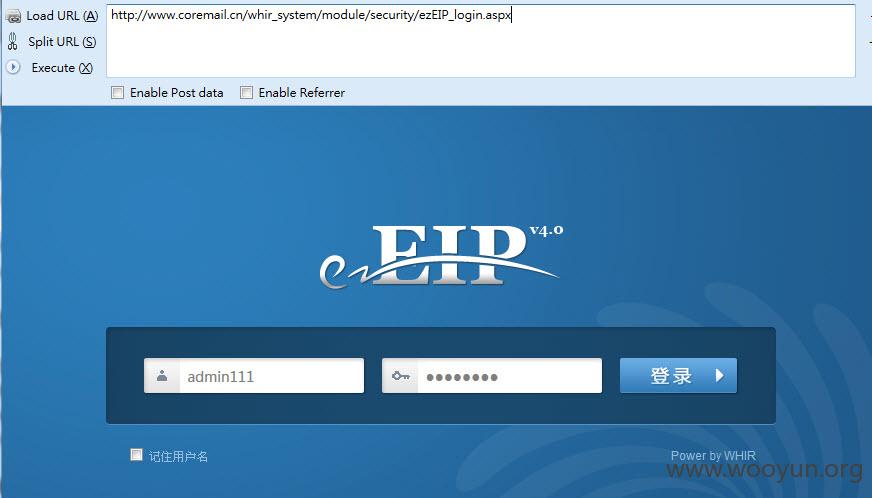 Load URL (A)
http://www.coremail.cn/whir_system/module/security/ezEIP_login.aspx
Split URL (S)
Execute (X)
Enable Post data
Enable Referrer
ezEIP v4.0
admin111
●●●●●●●●
登录
记住用户名
Power by WHIR
www.wooyun.org